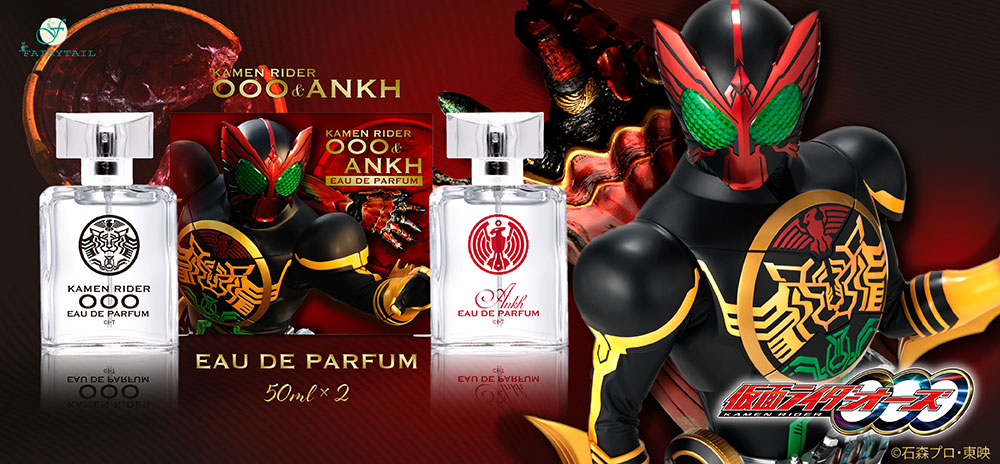 FAIRYTAIL
KAMEN RIDER
OOO & ANKH
KAMEN RIDER
OOO &
ANKH
EAU DE PARFUM
KAMEN RIDER
OOO
EAU DE PARFUM
Ankh
EAU DE PARFUM
EAU DE PARFUM
50ml×2
仮面ライダーオーズ
KAMEN RIDER
OOO
©石森プロ・東映